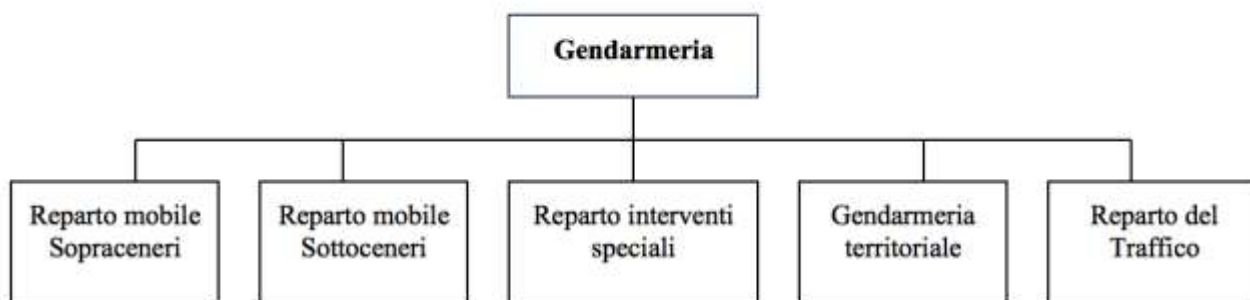 Gendarmeria
Reparto mobile
Sopraceneri
Reparto mobile
Sottoceneri
Reparto interventi
speciali
Gendarmeria
territoriale
Reparto del
Traffico